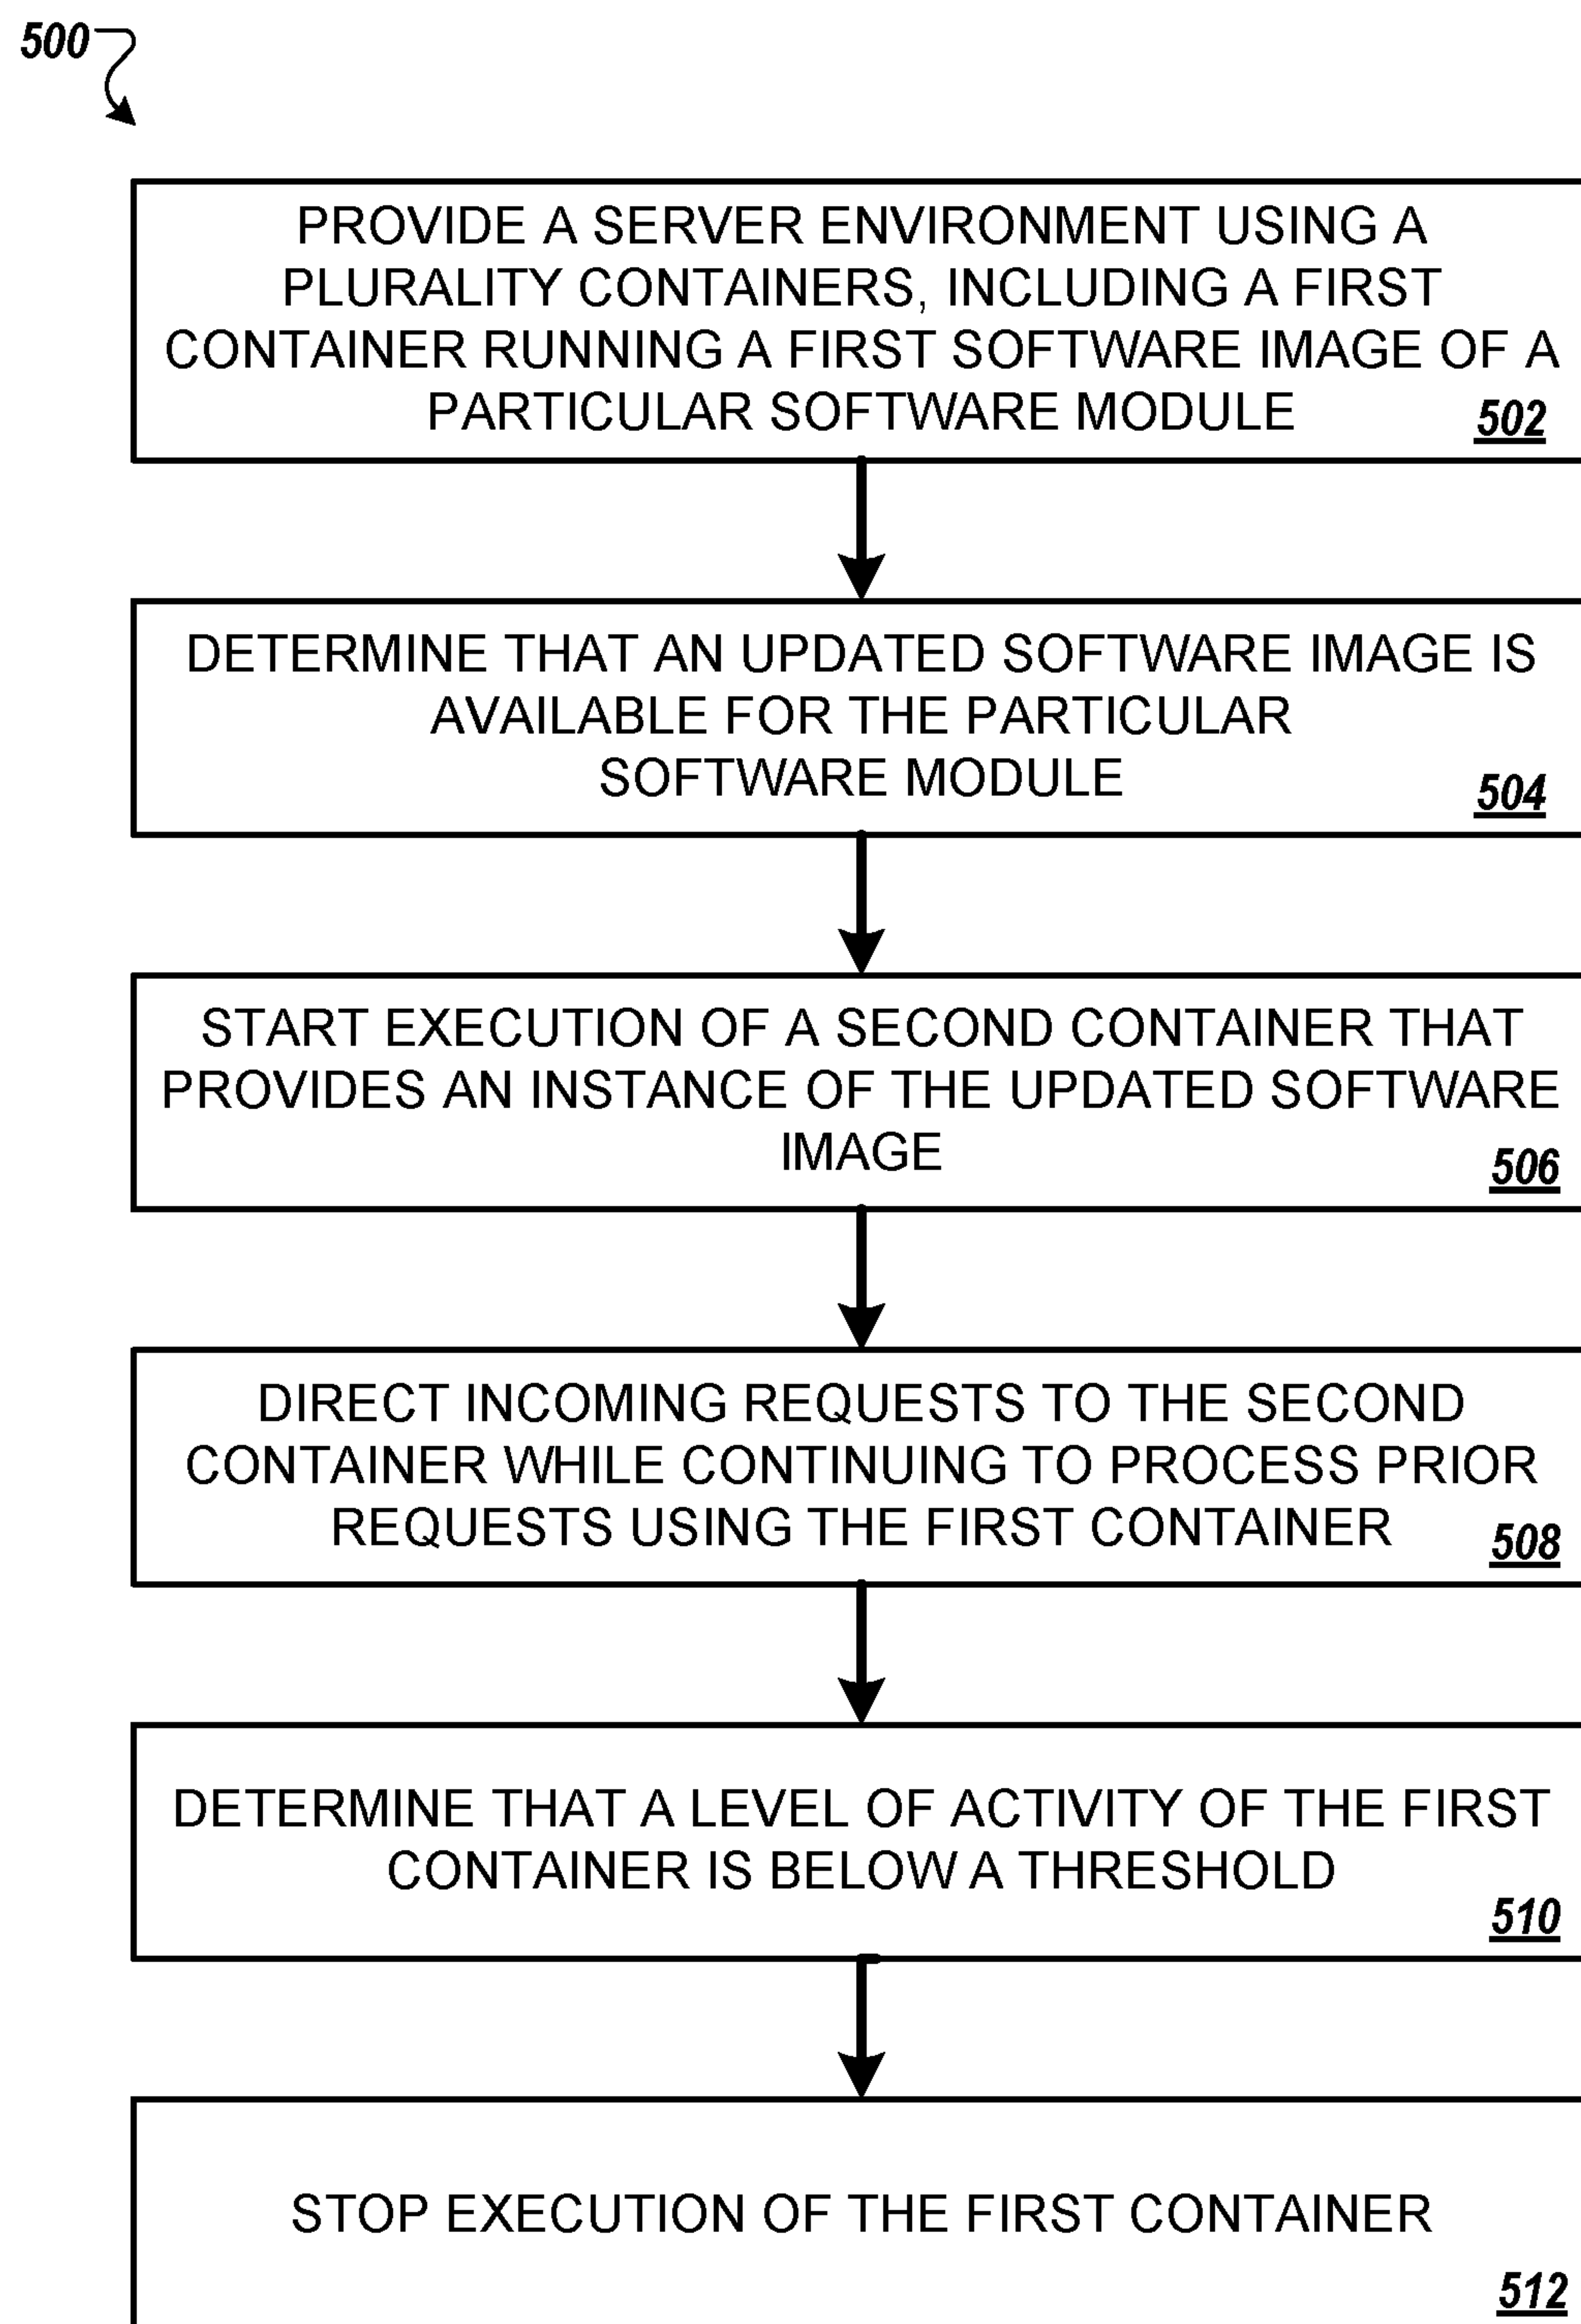 500
PROVIDE A SERVER ENVIRONMENT USING A
PLURALITY CONTAINERS, INCLUDING A FIRST
CONTAINER RUNNING A FIRST SOFTWARE IMAGE OF A
PARTICULAR SOFTWARE MODULE
502
DETERMINE THAT AN UPDATED SOFTWARE IMAGE IS
AVAILABLE FOR THE PARTICULAR
SOFTWARE MODULE
504
START EXECUTION OF A SECOND CONTAINER THAT
PROVIDES AN INSTANCE OF THE UPDATED SOFTWARE
IMAGE
506
DIRECT INCOMING REQUESTS TO THE SECOND
CONTAINER WHILE CONTINUING TO PROCESS PRIOR
REQUESTS USING THE FIRST CONTAINER
508
DETERMINE THAT A LEVEL OF ACTIVITY OF THE FIRST
CONTAINER IS BELOW A THRESHOLD
510
STOP EXECUTION OF THE FIRST CONTAINER
512